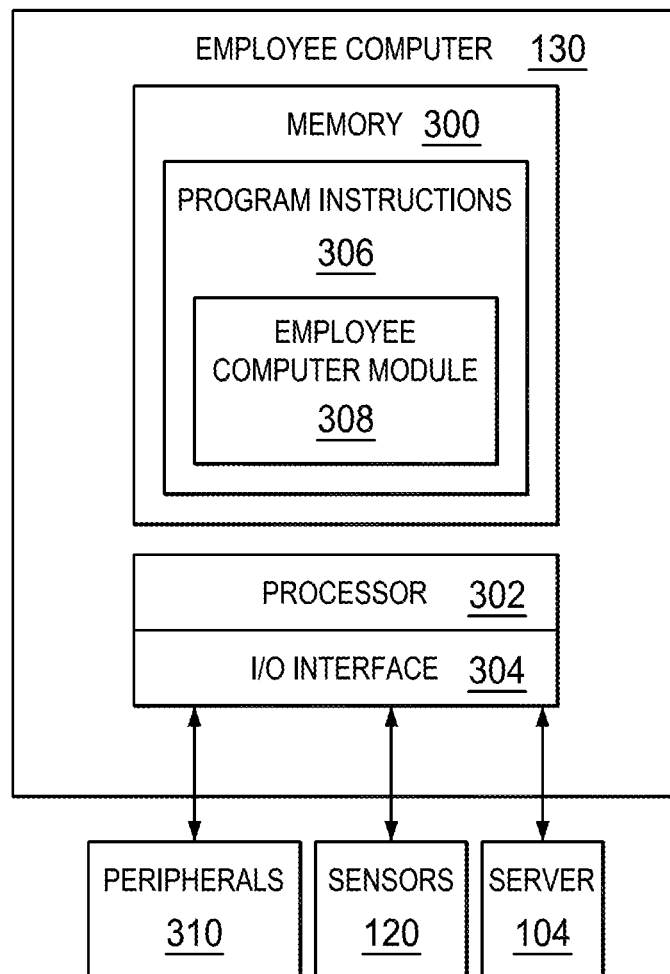 EMPLOYEE COMPUTER 130
MEMORY 300
PROGRAM INSTRUCTIONS
306
EMPLOYEE
COMPUTER MODULE
308
PROCESSOR 302
I/O INTERFACE 304
PERIPHERALS
310
SENSORS
120
SERVER
104